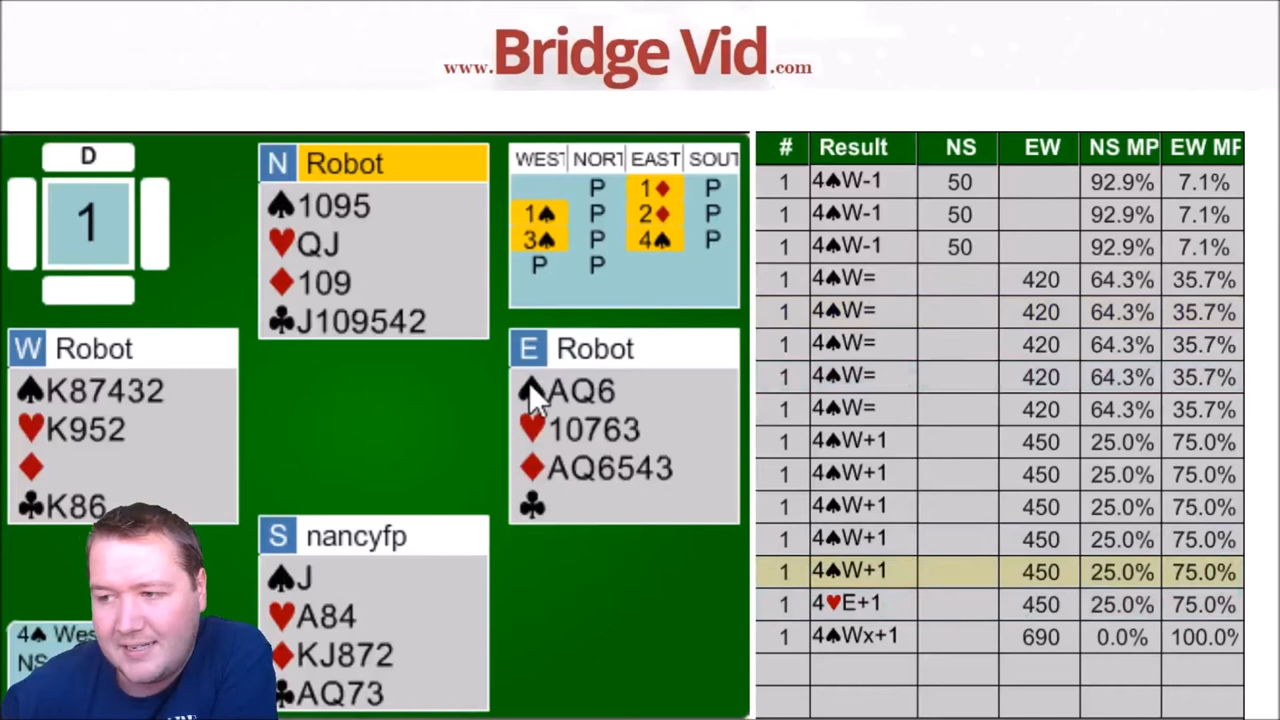 www.Bridge Vid.com
D
1
N Robot
♠1095
♥QJ
♦109
♣J109542
WEST NORT EAST SOUT
P 1♦ P
1♠ P 2♦ P
3♠ P 4♠ P
P P
W Robot
♠K87432
♥K952
♦
♣K86
E Robot
♠AQ6
♥10763
♦AQ6543
♣
S nancyfp
♠J
♥A84
♦KJ872
♣AQ73
4♠ Wes
NS
# Result NS EW NS MP EW MP
1 4♠W-1 50 92.9% 7.1%
1 4♠W-1 50 92.9% 7.1%
1 4♠W-1 50 92.9% 7.1%
1 4♠W= 420 64.3% 35.7%
1 4♠W= 420 64.3% 35.7%
1 4♠W= 420 64.3% 35.7%
1 4♠W= 420 64.3% 35.7%
1 4♠W= 420 64.3% 35.7%
1 4♠W+1 450 25.0% 75.0%
1 4♠W+1 450 25.0% 75.0%
1 4♠W+1 450 25.0% 75.0%
1 4♠W+1 450 25.0% 75.0%
1 4♠W+1 450 25.0% 75.0%
1 4♥E+1 450 25.0% 75.0%
1 4♠Wx+1 690 0.0% 100.0%